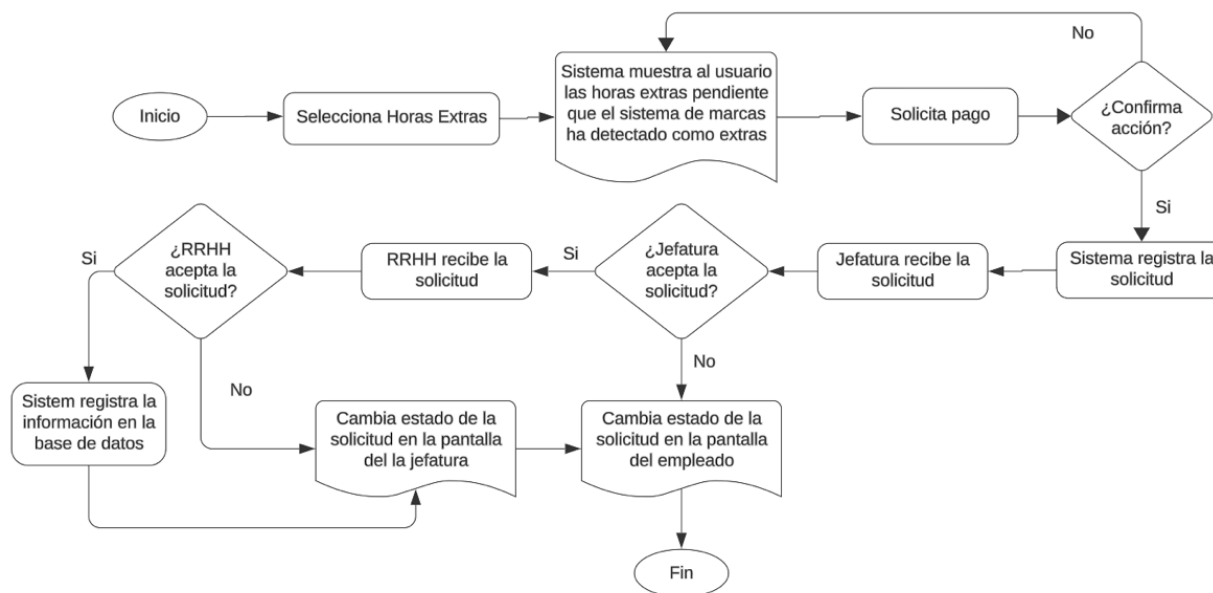 No
Inicio
Selecciona Horas Extras
Sistema muestra al usuario
las horas extras pendiente
que el sistema de marcas
ha detectado como extras
Solicita pago
¿Confirma
acción?
Si
Sistema registra la
solicitud
Jefatura recibe la
solicitud
¿Jefatura
acepta la
solicitud?
Si
RRHH recibe la
solicitud
¿RRHH
acepta la
solicitud?
Si
No
No
Sistem registra la
información en la
base de datos
Cambia estado de la
solicitud en la pantalla
del la jefatura
Cambia estado de la
solicitud en la pantalla
del empleado
Fin